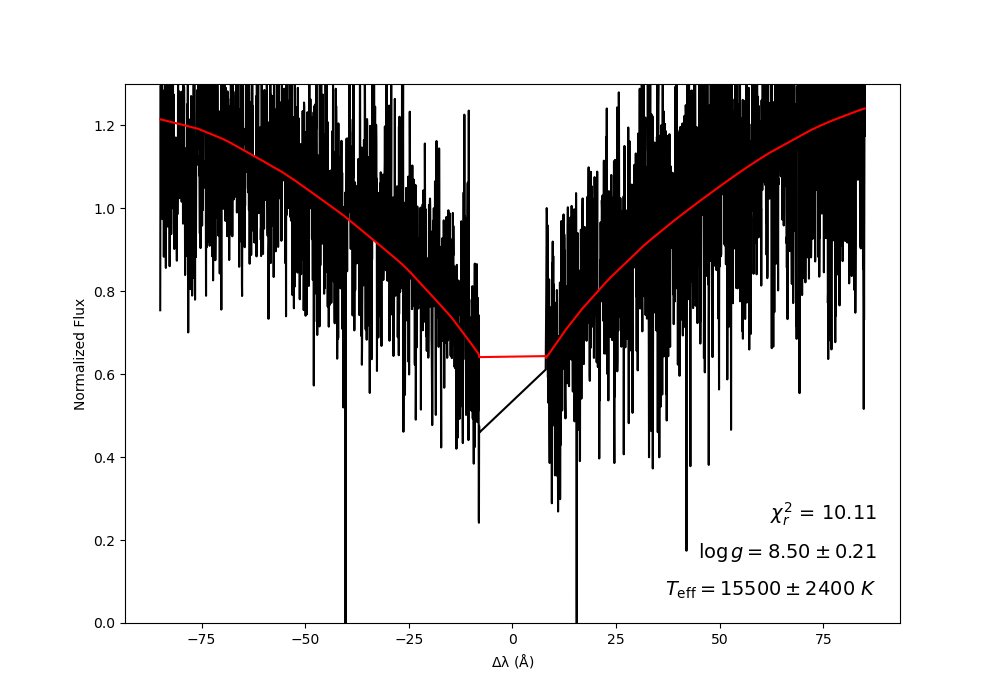 1.2
1.0
0.8
0.6
0.4
0.2
0.0
Normalized Flux
χ²ᵣ = 10.11
log g = 8.50 ± 0.21
T_eff = 15500 ± 2400 K
−75 −50 −25 0 25 50 75
Δλ (Å)